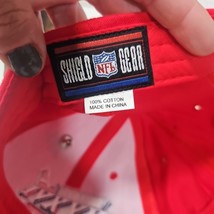 SHIELD NFL GEAR
100% COTTON
MADE IN CHINA